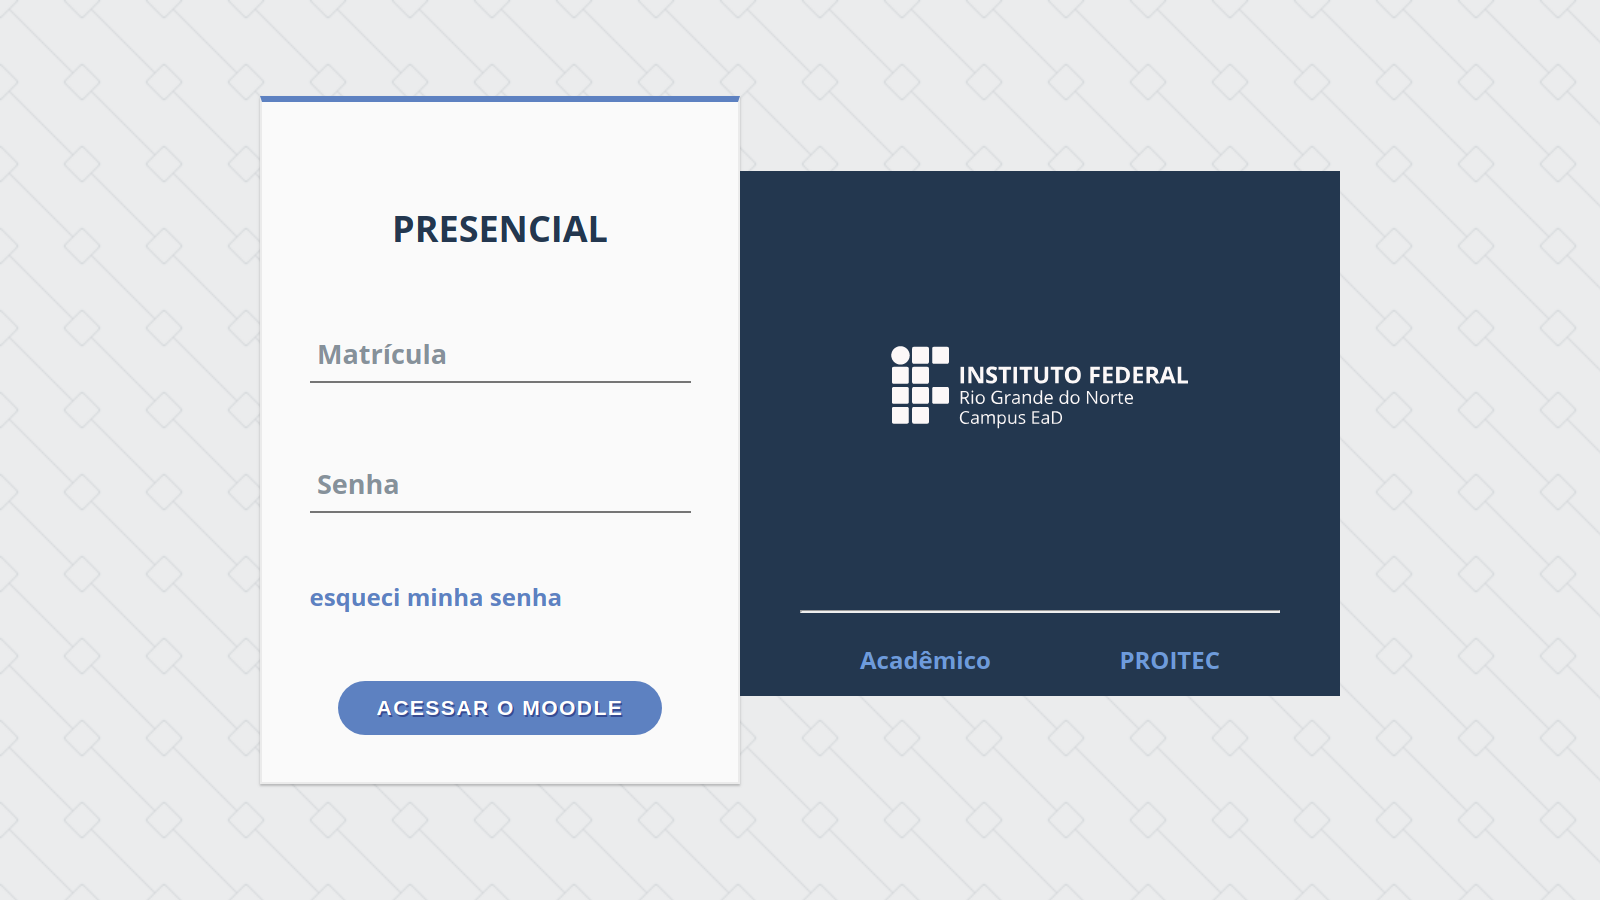 PRESENCIAL
Matrícula
Senha
esqueci minha senha
ACESSAR O MOODLE
INSTITUTO FEDERAL
Rio Grande do Norte
Campus EaD
Acadêmico
PROITEC